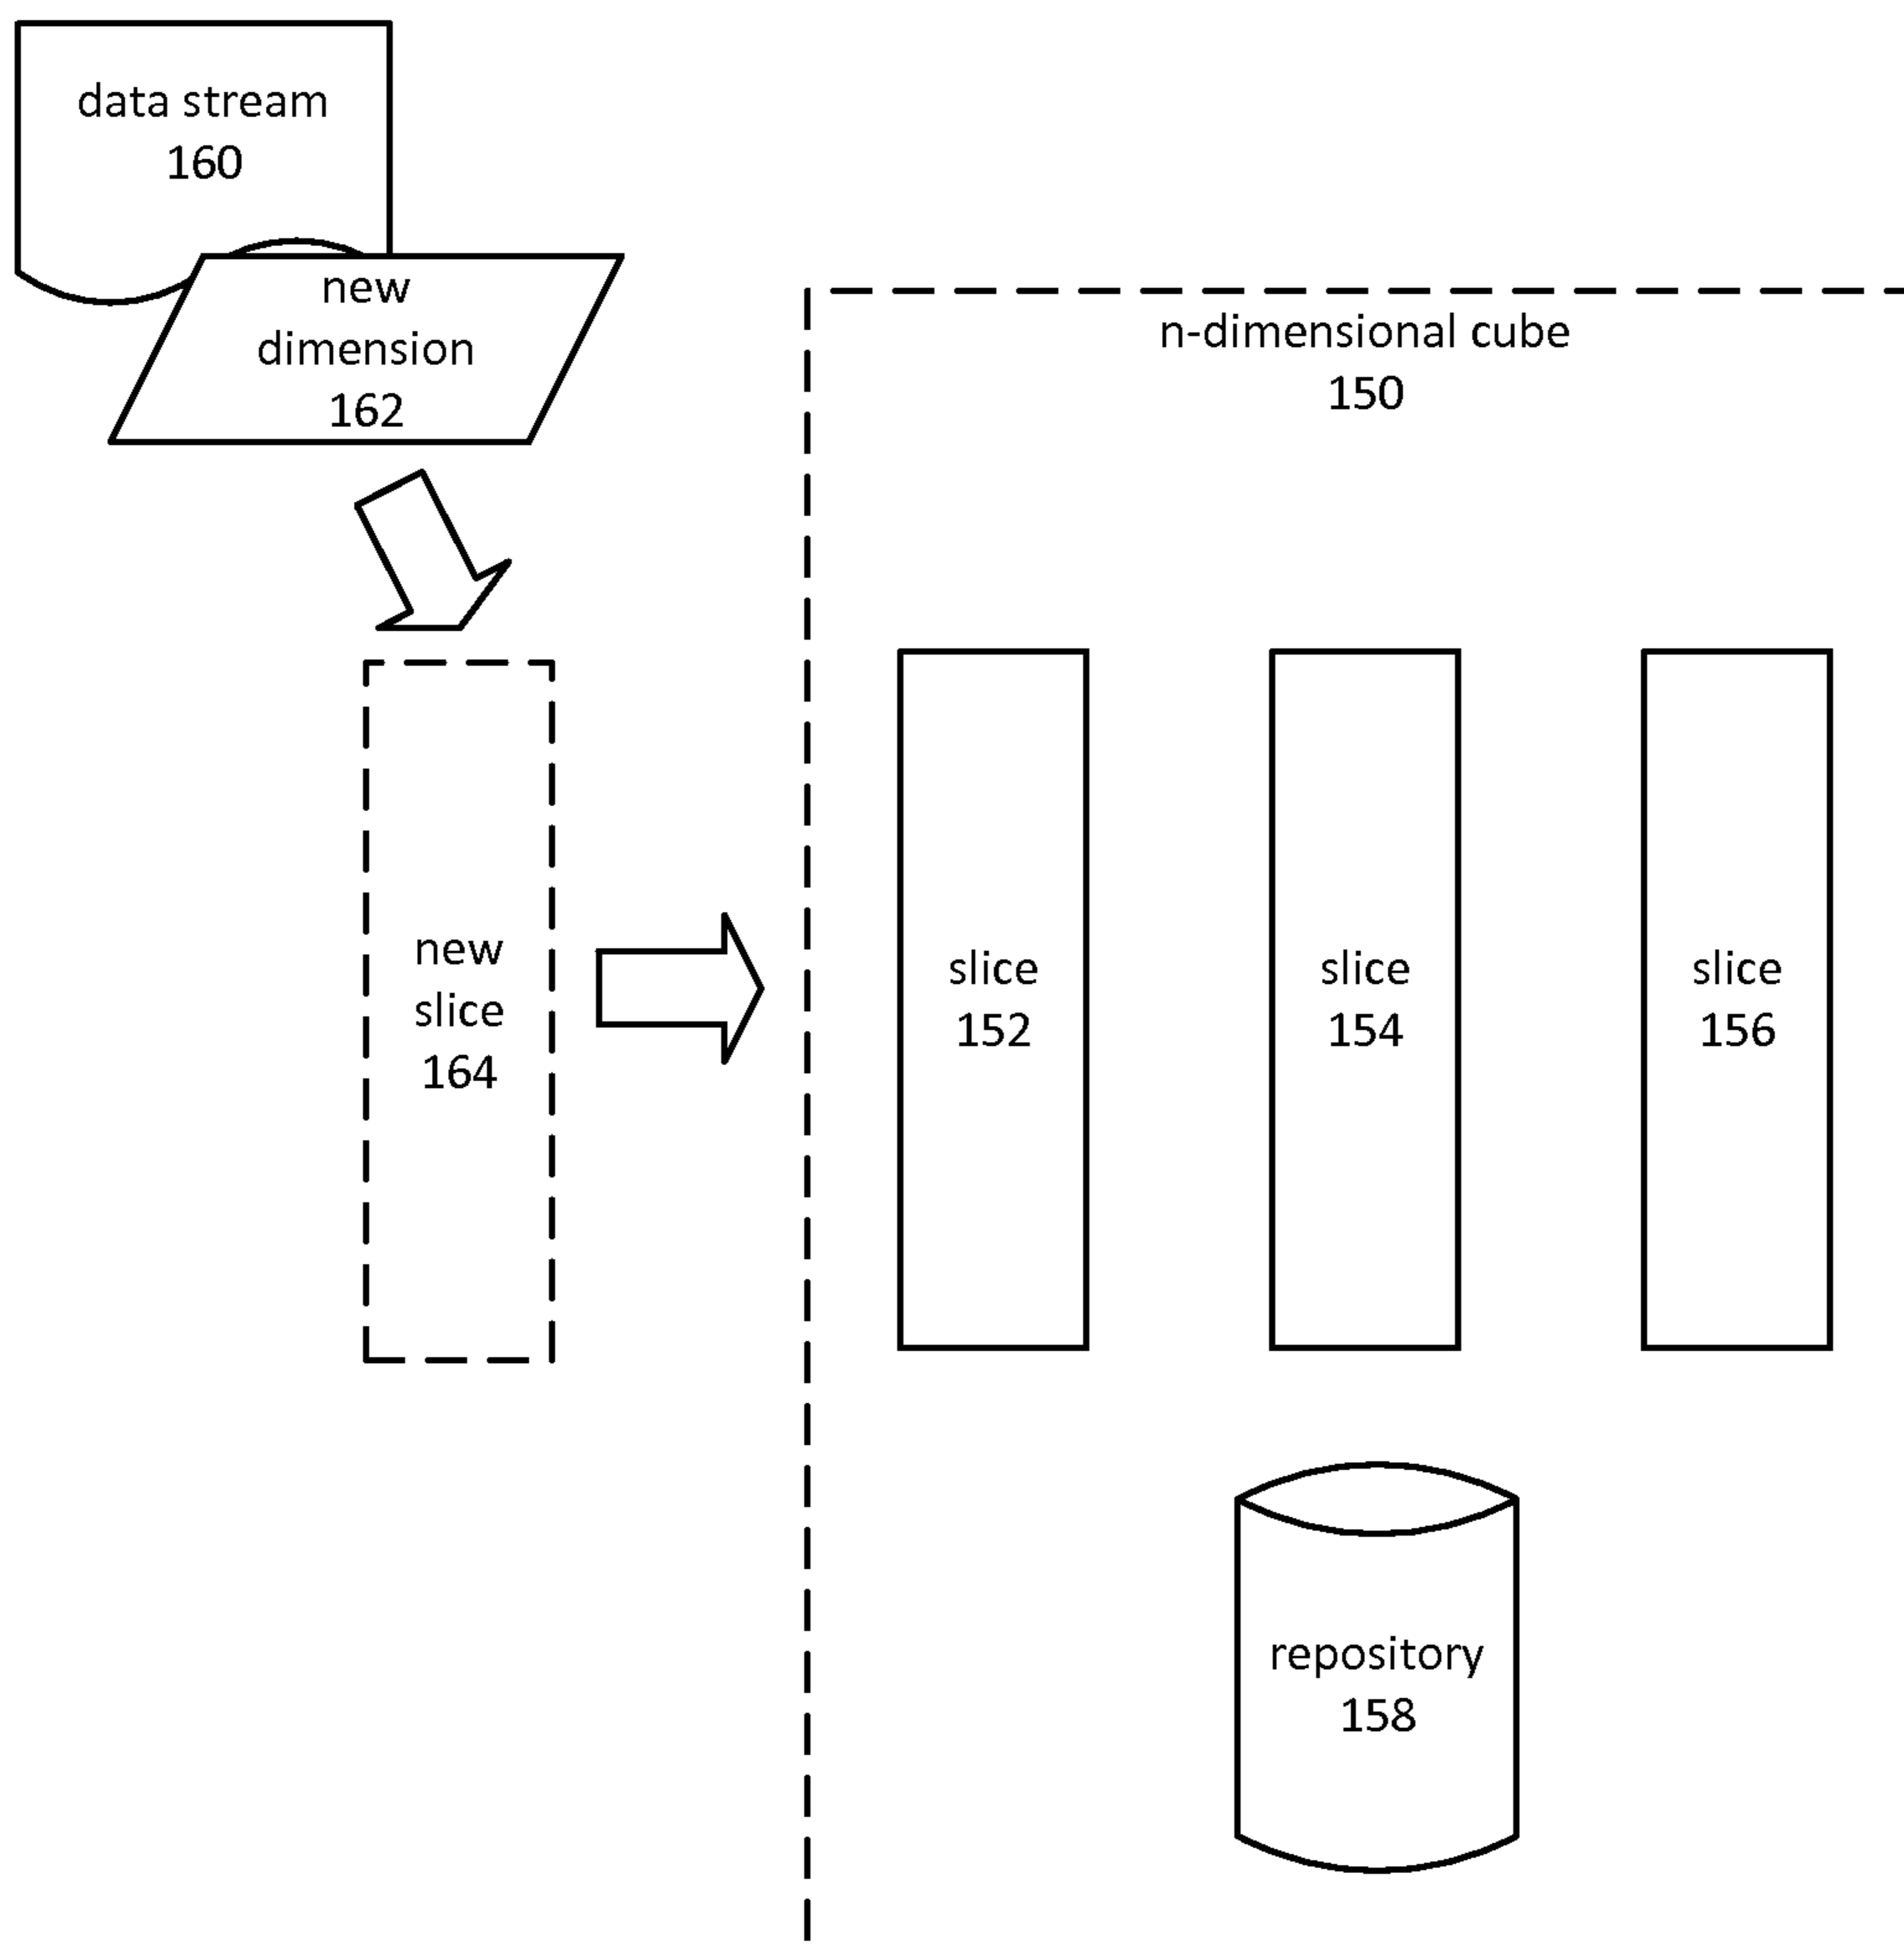 data stream
160
new
dimension
162
n-dimensional cube
150
new
slice
164
slice
152
slice
154
slice
156
repository
158